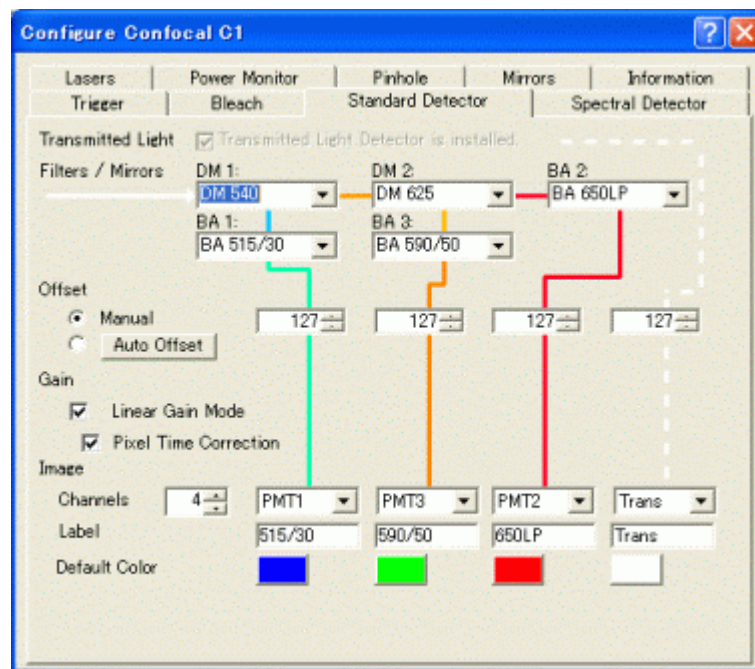 Configure Confocal C1
Lasers Power Monitor Pinhole Mirrors Information
Trigger Bleach Standard Detector Spectral Detector
Transmitted Light Transmitted Light Detector is installed.
Filters / Mirrors DM 1: DM 2: BA 2:
DM 540 DM 625 BA 650LP
BA 1: BA 3:
BA 515/30 BA 590/50
Offset
Manual 127 127 127 127
Auto Offset
Gain
Linear Gain Mode
Pixel Time Correction
Image
Channels 4 PMT1 PMT3 PMT2 Trans
Label 515/30 590/50 650LP Trans
Default Color